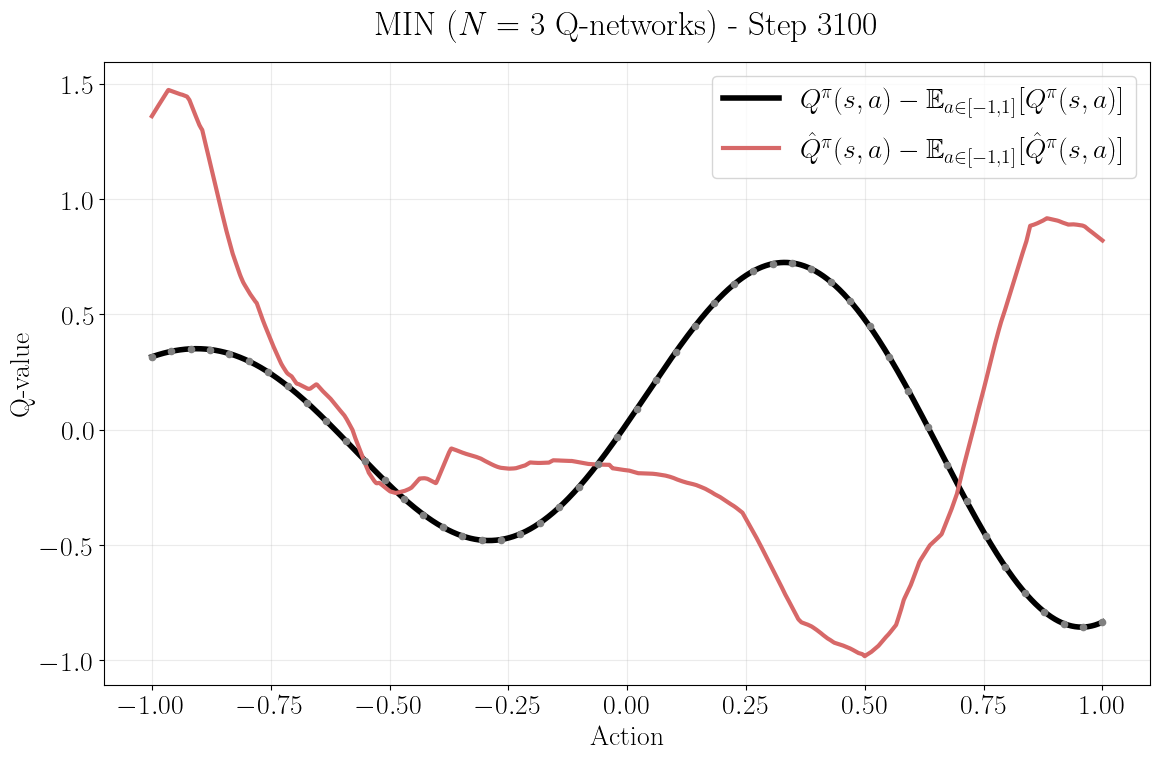 MIN (N = 3 Q-networks) - Step 3100
Q^π(s, a) − 𝔼_{a∈[−1,1]}[Q^π(s, a)]
Q̂^π(s, a) − 𝔼_{a∈[−1,1]}[Q̂^π(s, a)]
Q-value
1.5
1.0
0.5
0.0
−0.5
−1.0
−1.00 −0.75 −0.50 −0.25 0.00 0.25 0.50 0.75 1.00
Action